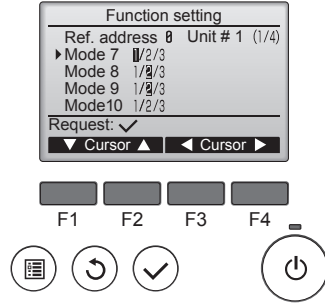 Function setting
Ref. address 0 Unit # 1 (1/4)
Mode 7 1/2/3
Mode 8 1/2/3
Mode 9 1/2/3
Mode10 1/2/3
Request: ✓
▼ Cursor ▲ ◀ Cursor ▶
F1 F2 F3 F4